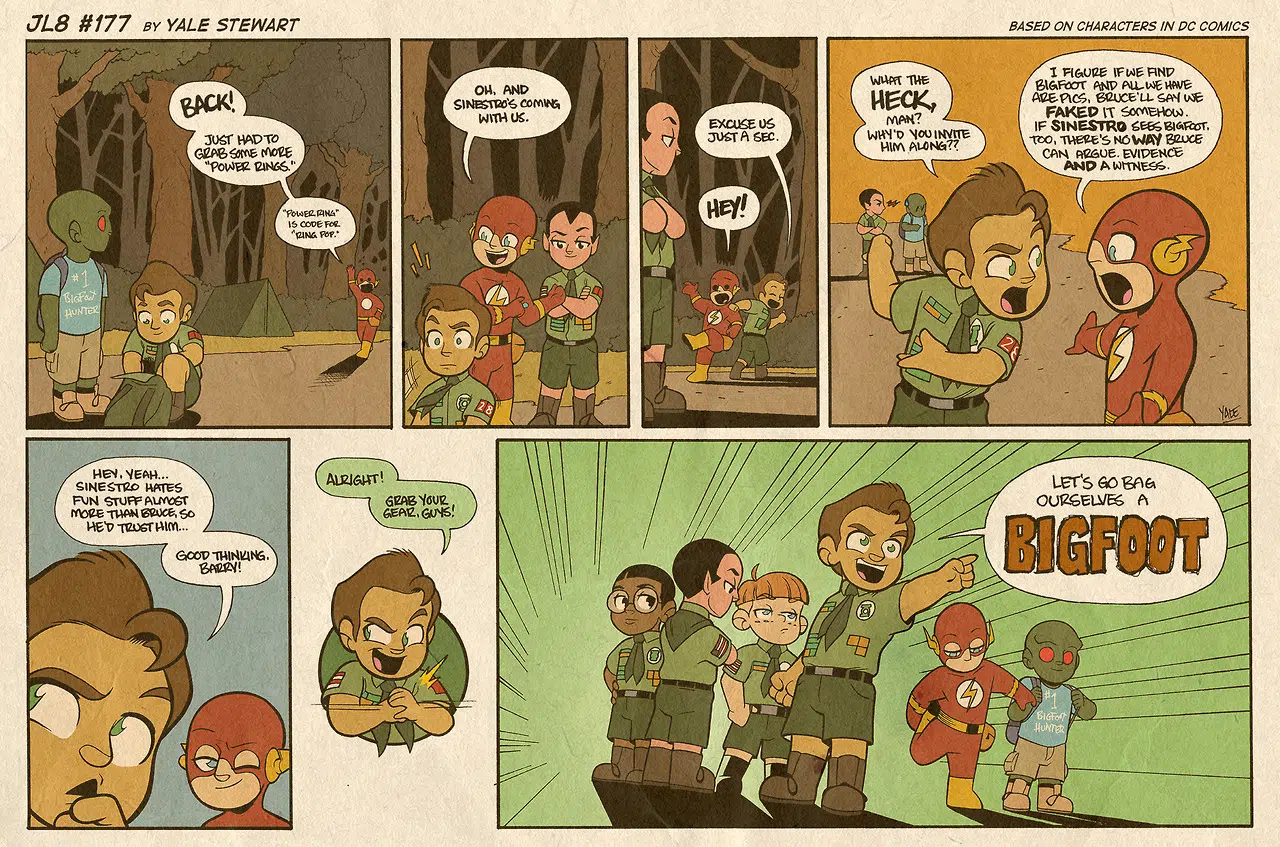 JL8 #177 BY YALE STEWART
BASED ON CHARACTERS IN DC COMICS
BACK!
JUST HAD TO
GRAB SOME MORE
"POWER RINGS."
"POWER RING"
IS CODE FOR
"RING POP."
#1
BIGFOOT
HUNTER
OH, AND
SINESTRO'S COMING
WITH US.
28
EXCUSE US
JUST A SEC.
HEY!
WHAT THE
HECK,
MAN?
WHY'D YOU INVITE
HIM ALONG??
I FIGURE IF WE FIND
BIGFOOT AND ALL WE HAVE
ARE PICS, BRUCE'LL SAY WE
FAKED IT SOMEHOW.
IF SINESTRO SEES BIGFOOT,
TOO, THERE'S NO WAY BRUCE
CAN ARGUE. EVIDENCE
AND A WITNESS.
28
YALE
HEY, YEAH...
SINESTRO HATES
FUN STUFF ALMOST
MORE THAN BRUCE, SO
HE'D TRUST HIM...
GOOD THINKING,
BARRY!
ALRIGHT!
GRAB YOUR
GEAR, GUYS!
LET'S GO BAG
OURSELVES A
BIGFOOT
#1
BIGFOOT
HUNTER